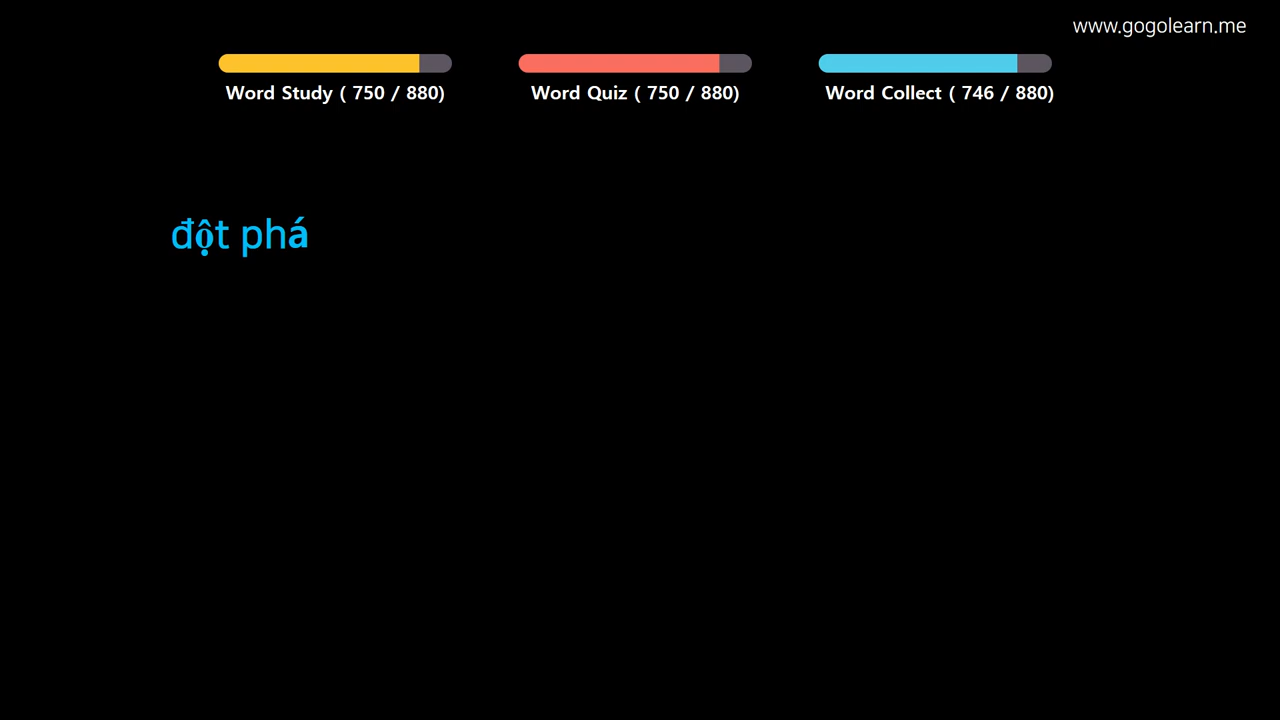 www.gogolearn.me
Word Study ( 750 / 880)
Word Quiz ( 750 / 880)
Word Collect ( 746 / 880)
đột phá